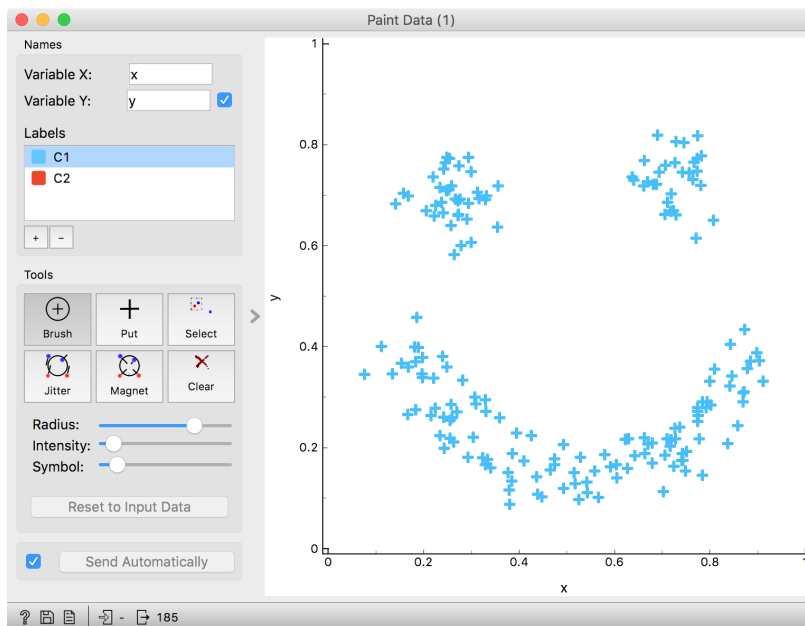 Paint Data (1)
Names
Variable X: x
Variable Y: y
Labels
C1
C2
+ −
Tools
Brush Put Select
Jitter Magnet Clear
Radius:
Intensity:
Symbol:
Reset to Input Data
Send Automatically
? - 185
1
0.8
0.6
0.4
0.2
0
y
0 0.2 0.4 0.6 0.8 1
x